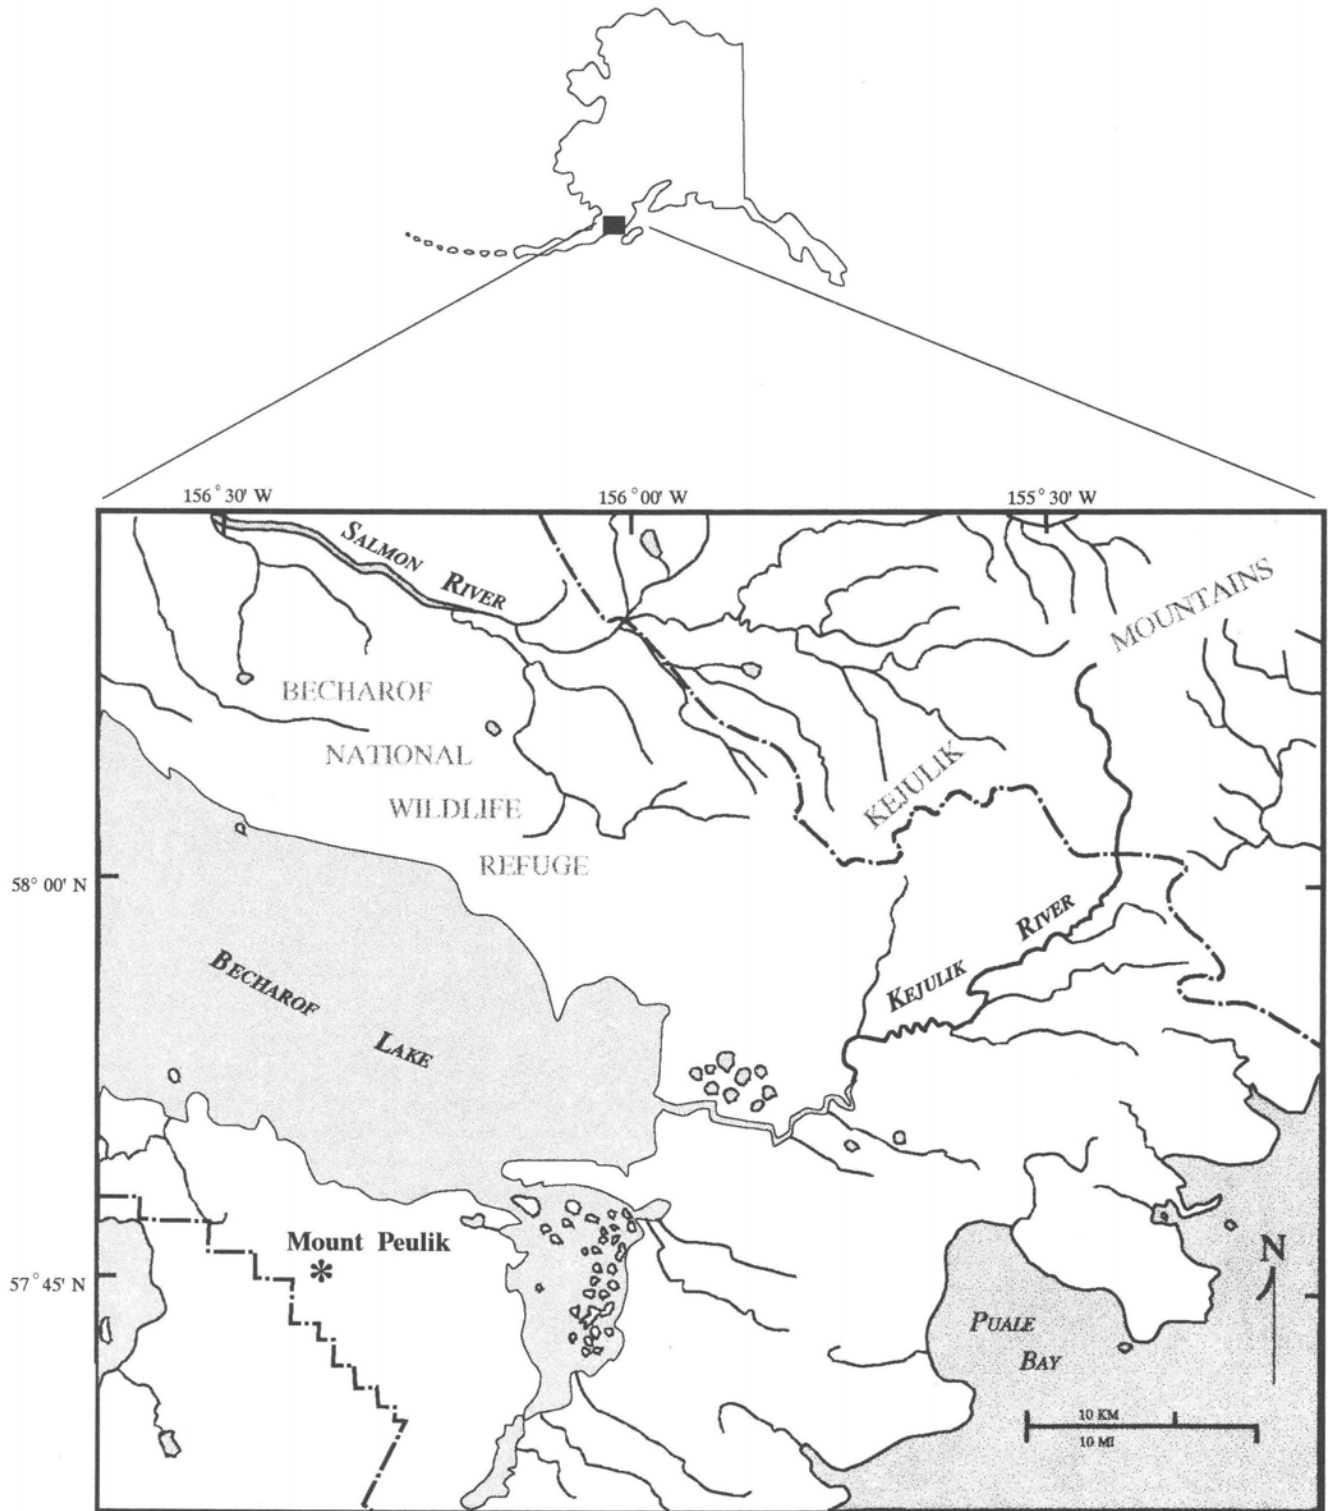 156°30' W
156°00' W
155°30' W
SALMON RIVER
MOUNTAINS
BECHAROF
NATIONAL
KEJULIK
WILDLIFE
REFUGE
58°00' N
RIVER
KEJULIK
BECHAROF
LAKE
Mount Peulik
*
N
57°45' N
PUALE
BAY
10 KM
10 MI